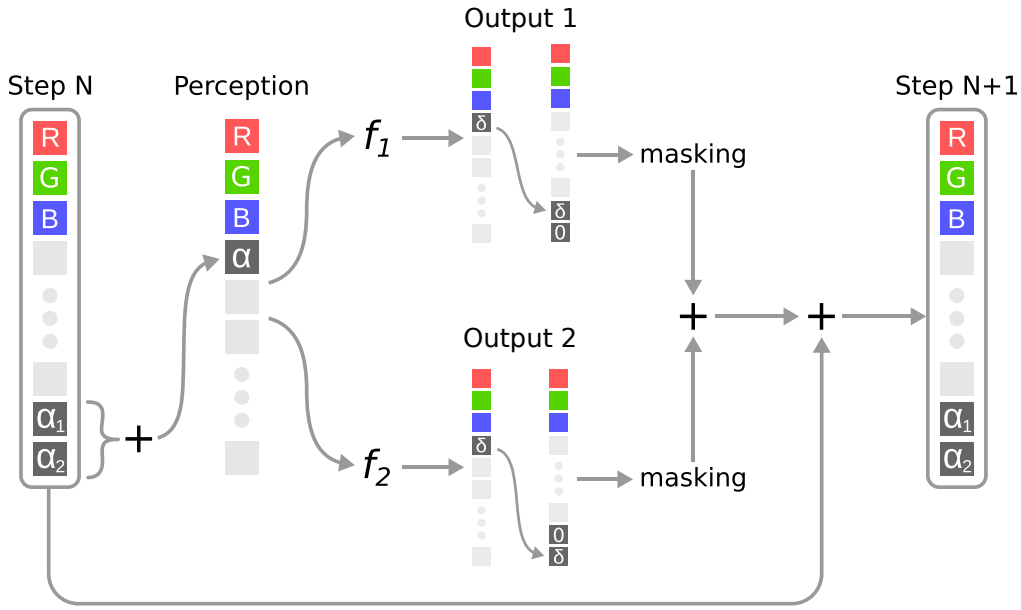 Output 1
Step N
Perception
Step N+1
R
G
B
α₁
α₂
+
R
G
B
α
f₁
δ
δ
0
masking
+
+
Output 2
f₂
δ
0
δ
masking
R
G
B
α₁
α₂